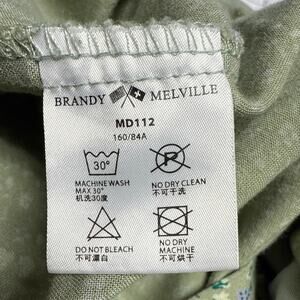 BRANDY MELVILLE
MD112
160/84A
30°
P
MACHINE WASH
MAX 30°
机洗30度
NO DRY CLEAN
不可干洗
DO NOT BLEACH
不可漂白
NO DRY
MACHINE
不可烘干